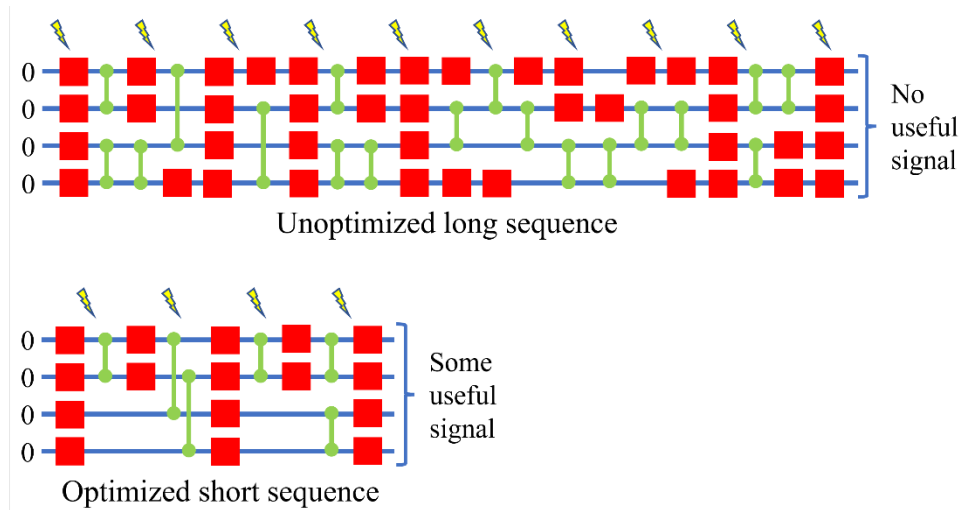 0
0
0
0
No
useful
signal
Unoptimized long sequence
0
0
0
0
Some
useful
signal
Optimized short sequence